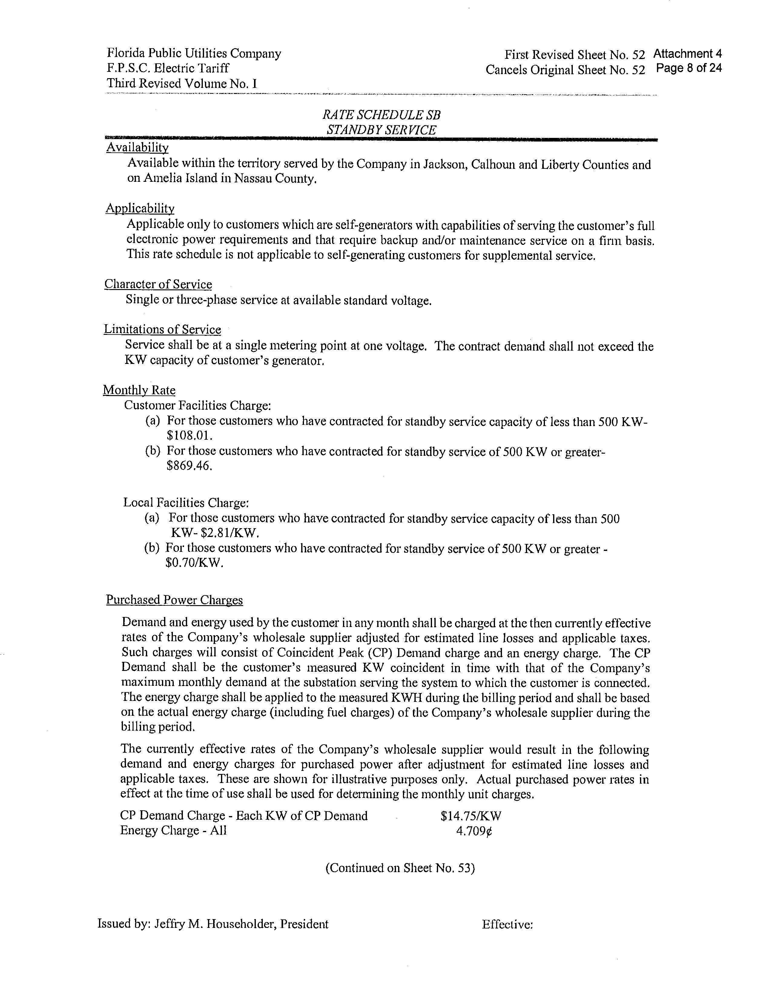 Florida Public Utilities Company
F.P.S.C. Electric Tariff
Third Revised Volume No. I
First Revised Sheet No. 52 Attachment 4
Cancels Original Sheet No. 52 Page 8 of 24
RATE SCHEDULE SB
STANDBY SERVICE
Availability
Available within the territory served by the Company in Jackson, Calhoun and Liberty Counties and
on Amelia Island in Nassau County.
Applicability
Applicable only to customers which are self-generators with capabilities of serving the customer's full
electronic power requirements and that require backup and/or maintenance service on a firm basis.
This rate schedule is not applicable to self-generating customers for supplemental service.
Character of Service
Single or three-phase service at available standard voltage.
Limitations of Service
Service shall be at a single metering point at one voltage. The contract demand shall not exceed the
KW capacity of customer's generator.
Monthly Rate
Customer Facilities Charge:
(a) For those customers who have contracted for standby service capacity of less than 500 KW-
$108.01.
(b) For those customers who have contracted for standby service of 500 KW or greater-
$869.46.
Local Facilities Charge:
(a) For those customers who have contracted for standby service capacity of less than 500
KW- $2.81/KW.
(b) For those customers who have contracted for standby service of 500 KW or greater -
$0.70/KW.
Purchased Power Charges
Demand and energy used by the customer in any month shall be charged at the then currently effective
rates of the Company's wholesale supplier adjusted for estimated line losses and applicable taxes.
Such charges will consist of Coincident Peak (CP) Demand charge and an energy charge. The CP
Demand shall be the customer's measured KW coincident in time with that of the Company's
maximum monthly demand at the substation serving the system to which the customer is connected.
The energy charge shall be applied to the measured KWH during the billing period and shall be based
on the actual energy charge (including fuel charges) of the Company's wholesale supplier during the
billing period.
The currently effective rates of the Company's wholesale supplier would result in the following
demand and energy charges for purchased power after adjustment for estimated line losses and
applicable taxes. These are shown for illustrative purposes only. Actual purchased power rates in
effect at the time of use shall be used for determining the monthly unit charges.
CP Demand Charge - Each KW of CP Demand $14.75/KW
Energy Charge - All 4.709¢
(Continued on Sheet No. 53)
Issued by: Jeffry M. Householder, President Effective: